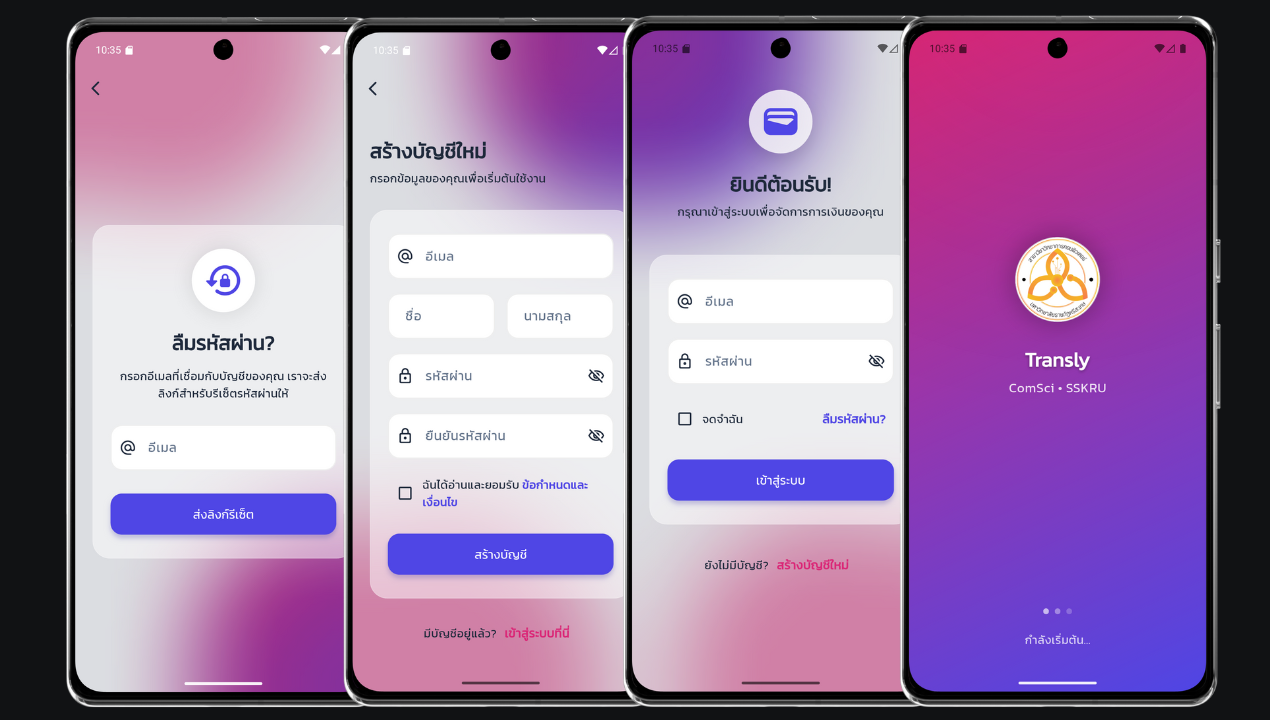 10:35
ลืมรหัสผ่าน?
กรอกอีเมลที่เชื่อมกับบัญชีของคุณ เราจะส่ง
ลิงก์สำหรับรีเซ็ตรหัสผ่านให้
อีเมล
ส่งลิงก์รีเซ็ต
10:35
สร้างบัญชีใหม่
กรอกข้อมูลของคุณเพื่อเริ่มต้นใช้งาน
อีเมล
ชื่อ
นามสกุล
รหัสผ่าน
ยืนยันรหัสผ่าน
ฉันได้อ่านและยอมรับ ข้อกำหนดและ
เงื่อนไข
สร้างบัญชี
มีบัญชีอยู่แล้ว? เข้าสู่ระบบที่นี่
10:35
ยินดีต้อนรับ!
กรุณาเข้าสู่ระบบเพื่อจัดการการเงินของคุณ
อีเมล
รหัสผ่าน
จดจำฉัน
ลืมรหัสผ่าน?
เข้าสู่ระบบ
ยังไม่มีบัญชี? สร้างบัญชีใหม่
10:35
Transly
ComSci • SSKRU
กำลังเริ่มต้น...